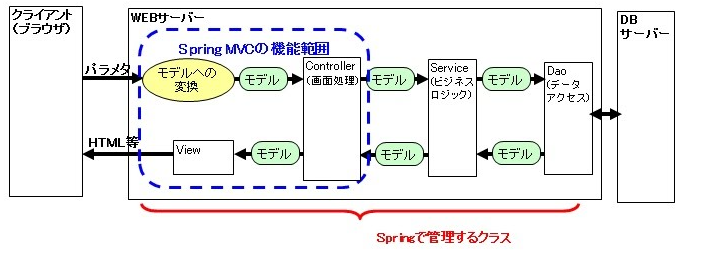 クライアント
(ブラウザ)
WEBサーバー
DB
サーバー
Spring MVCの機能範囲
パラメタ
モデルへの
変換
モデル
Controller
(画面処理)
モデル
Service
(ビジネス
ロジック)
モデル
Dao
(データ
アクセス)
HTML等
View
モデル
モデル
モデル
Springで管理するクラス